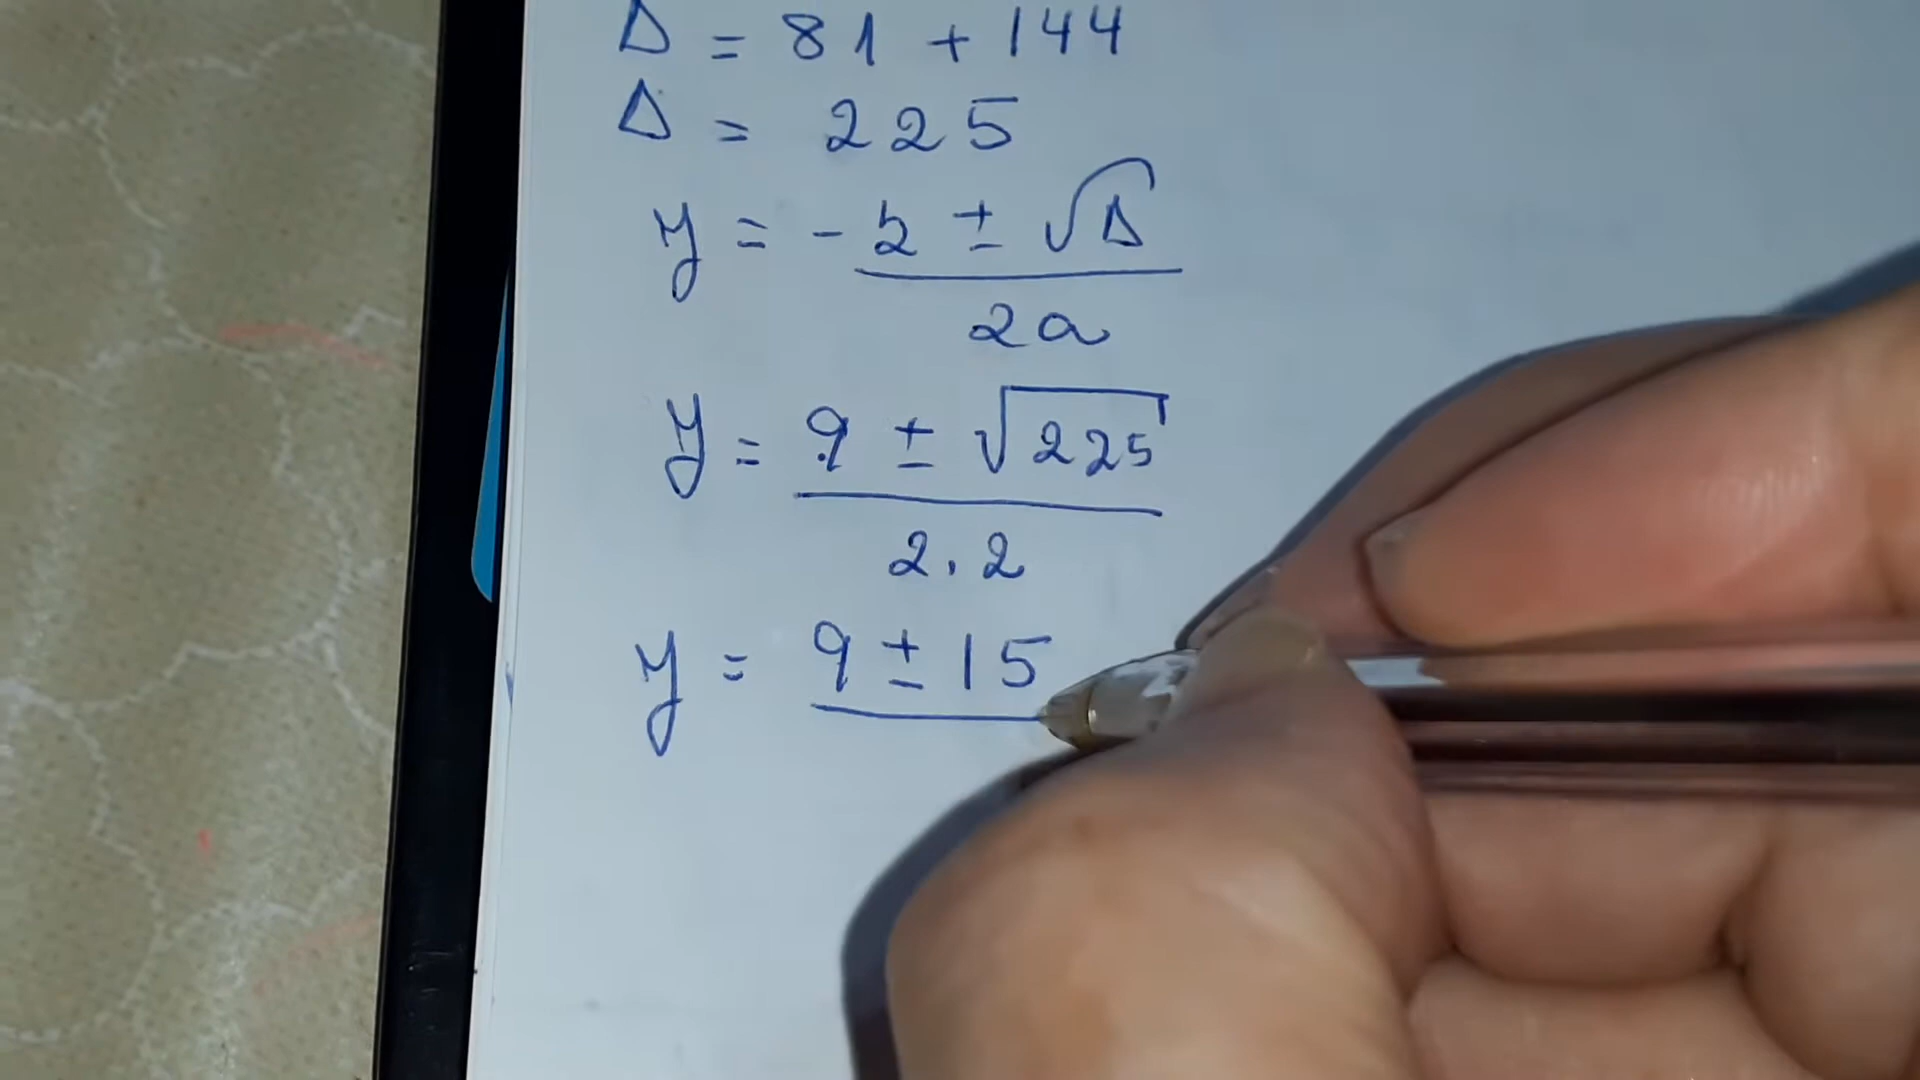 Δ = 81 + 144
Δ = 225
y = - b ± √Δ
2a
y = 9 ± √225
2.2
y = 9 ± 15